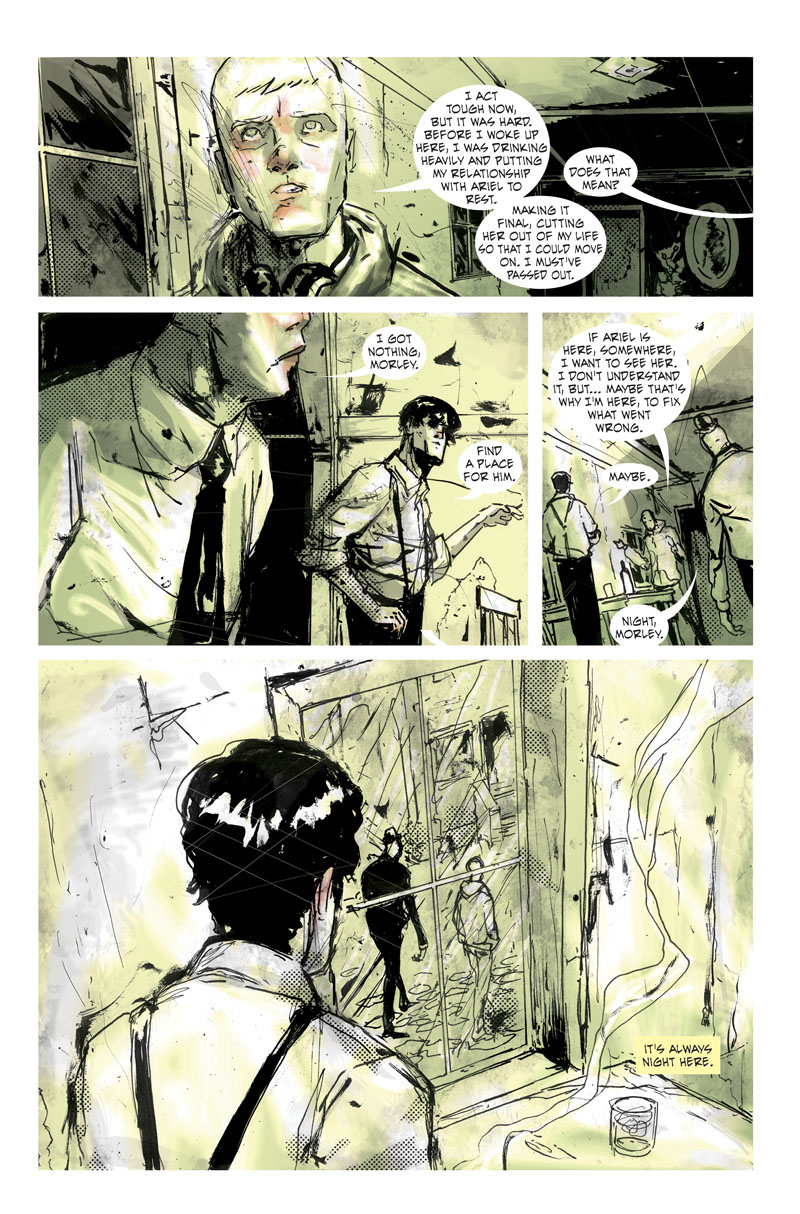 I ACT
TOUGH NOW,
BUT IT WAS HARD.
BEFORE I WOKE UP
HERE, I WAS DRINKING
HEAVILY AND PUTTING
MY RELATIONSHIP
WITH ARIEL TO
REST.
WHAT
DOES THAT
MEAN?
MAKING IT
FINAL, CUTTING
HER OUT OF MY LIFE
SO THAT I COULD MOVE
ON. I MUST'VE
PASSED OUT.
I GOT
NOTHING,
MORLEY.
FIND
A PLACE
FOR HIM.
IF ARIEL IS
HERE, SOMEWHERE,
I WANT TO SEE HER.
I DON'T UNDERSTAND
IT, BUT... MAYBE THAT'S
WHY I'M HERE, TO FIX
WHAT WENT
WRONG.
MAYBE.
NIGHT,
MORLEY.
IT'S ALWAYS
NIGHT HERE.